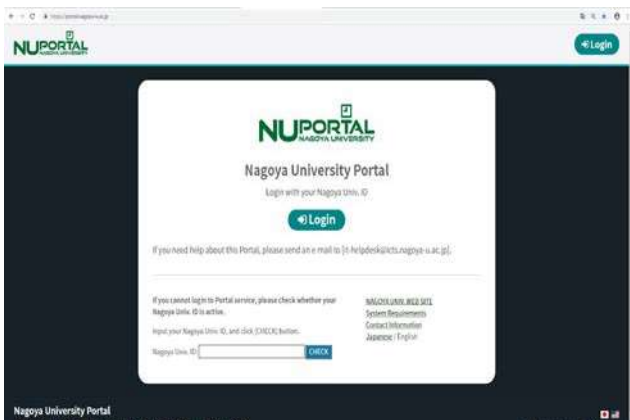 NUPORTAL
NAGOYA UNIVERSITY
Login
NUPORTAL
NAGOYA UNIVERSITY
Nagoya University Portal
Login with your Nagoya Univ. ID
Login
If you need help about this Portal, please send an e-mail to [it-helpdesk@icts.nagoya-u.ac.jp].
If you cannot login to Portal service, please check whether your
Nagoya Univ. ID is active.
Input your Nagoya Univ. ID, and click [CHECK] button.
Nagoya Univ. ID
CHECK
NAGOYA UNIV. WEB SITE
System Requirements
Contact Information
Japanese / English
Nagoya University Portal